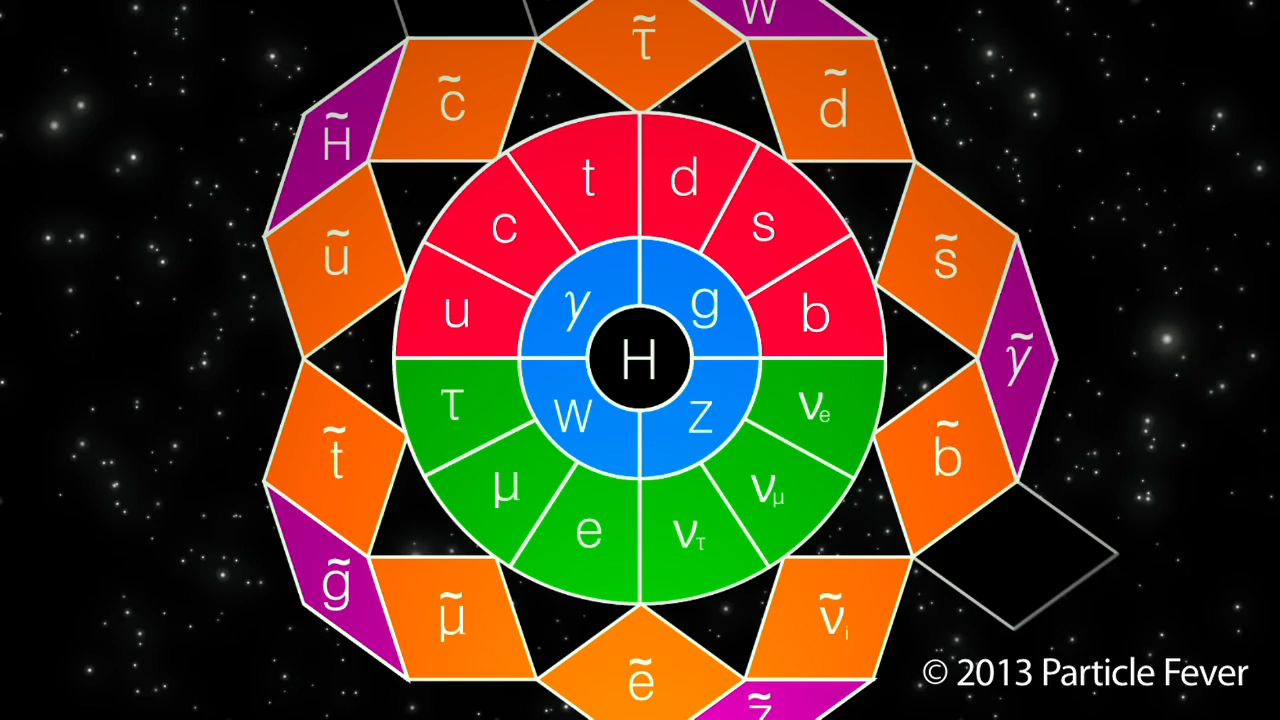 τ̃
w̃
c̃
d̃
H̃
t
d
c
s
ũ
s̃
u
γ
g
b
H
γ̃
τ
W
Z
νe
t̃
b̃
μ
νμ
e
ντ
g̃
μ̃
ν̃i
ẽ
z̃
© 2013 Particle Fever